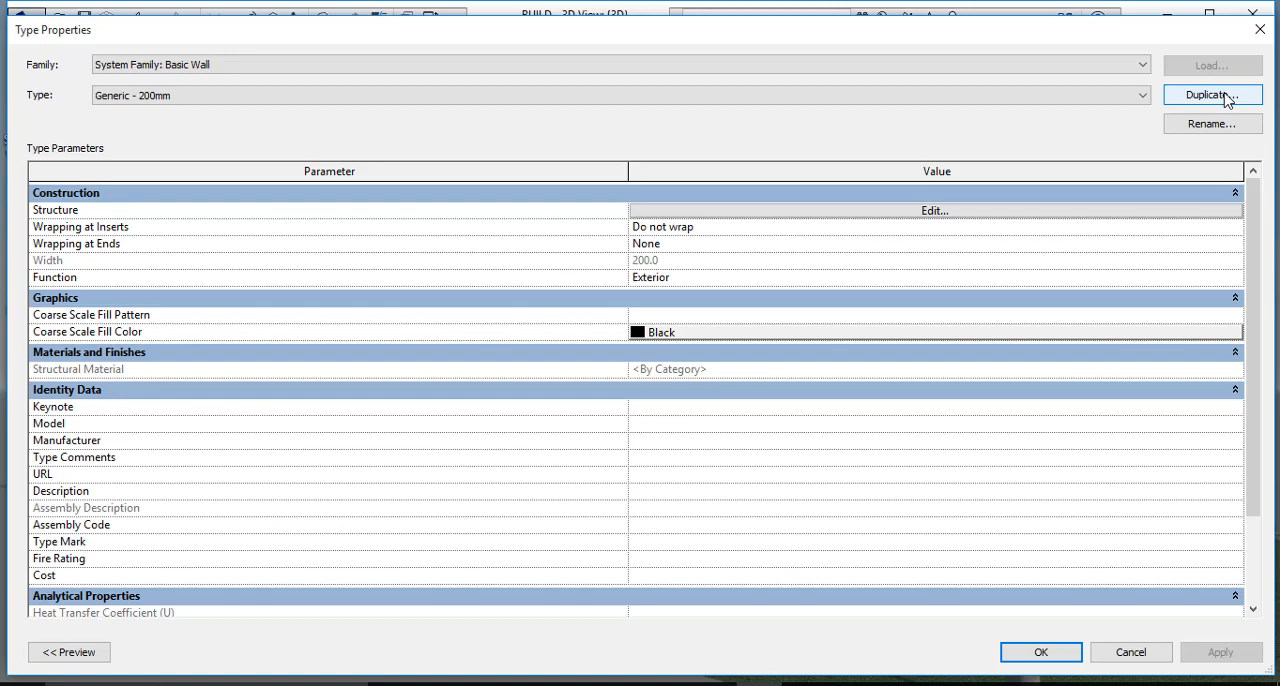 BUILD - 3D View: {3D}
Type Properties
Family: System Family: Basic Wall Load...
Type: Generic - 200mm Duplicate...
Rename...
Type Parameters
Parameter Value
Construction
Structure Edit...
Wrapping at Inserts Do not wrap
Wrapping at Ends None
Width 200.0
Function Exterior
Graphics
Coarse Scale Fill Pattern
Coarse Scale Fill Color Black
Materials and Finishes
Structural Material <By Category>
Identity Data
Keynote
Model
Manufacturer
Type Comments
URL
Description
Assembly Description
Assembly Code
Type Mark
Fire Rating
Cost
Analytical Properties
Heat Transfer Coefficient (U)
<< Preview OK Cancel Apply